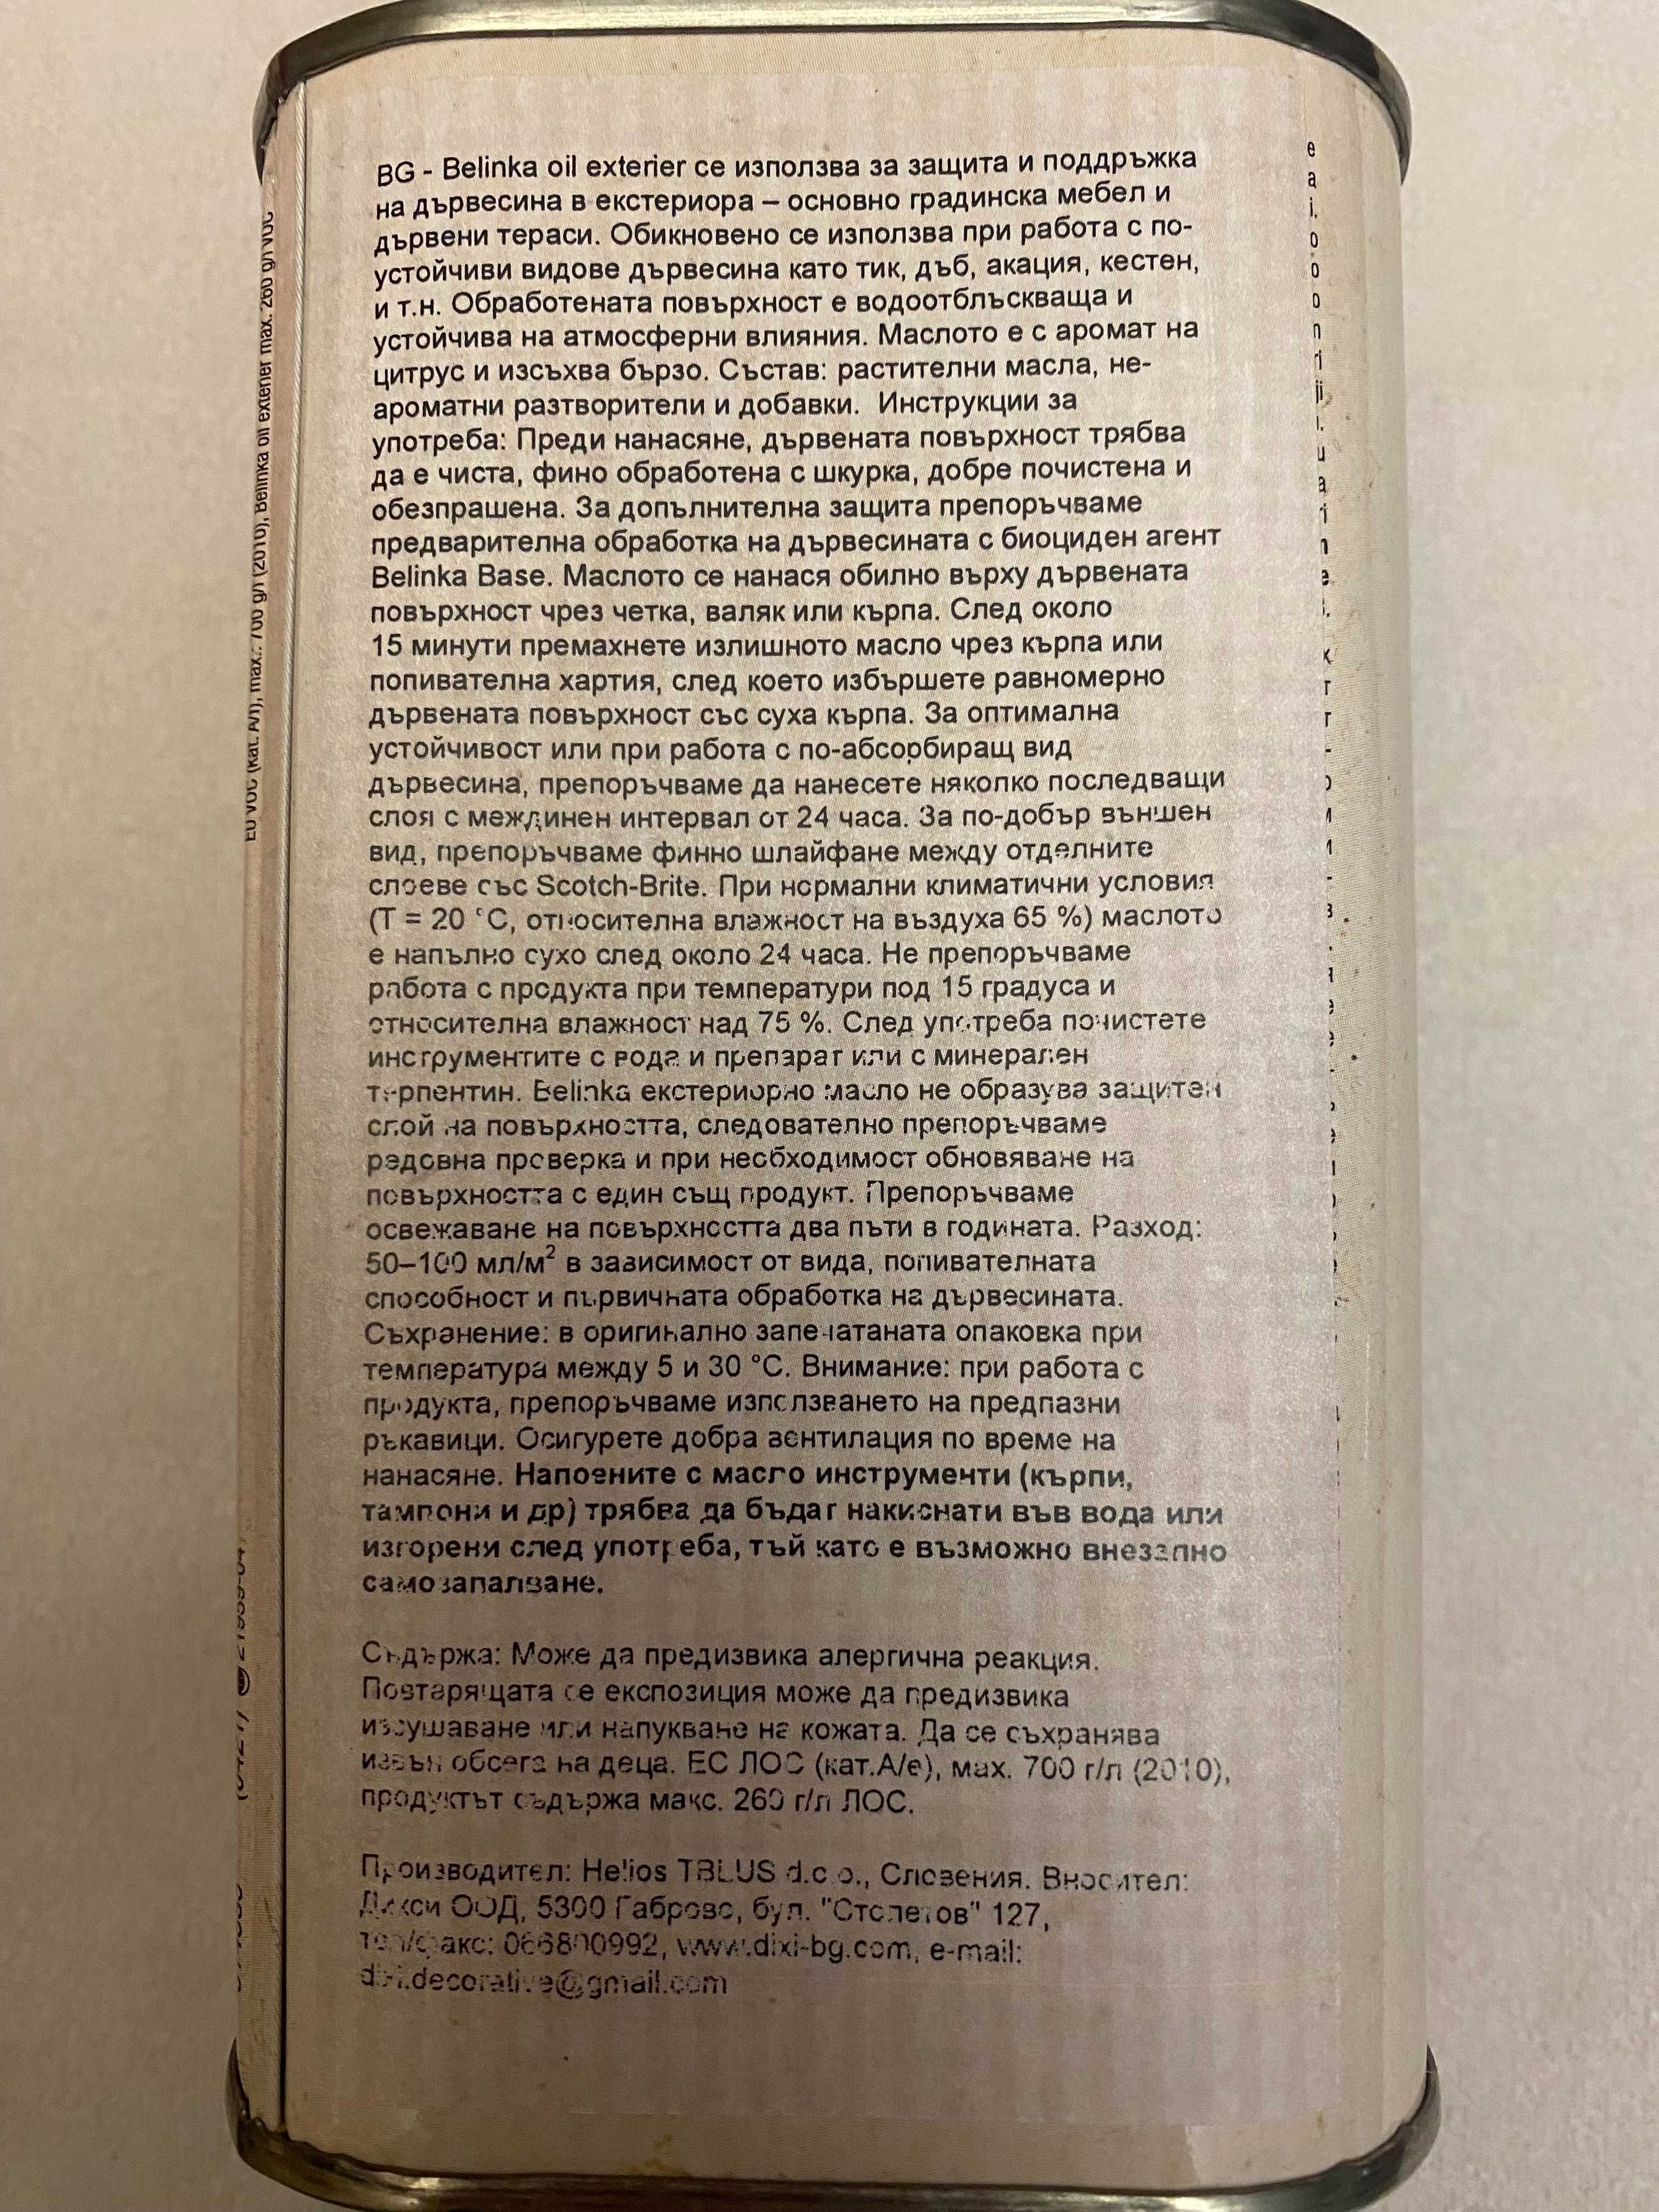 BG - Belinka oil exterier се използва за защита и поддръжка
на дървесина в екстериора – основно градинска мебел и
дървени тераси. Обикновено се използва при работа с по-
устойчиви видове дървесина като тик, дъб, акация, кестен,
и т.н. Обработената повърхност е водоотблъскваща и
устойчива на атмосферни влияния. Маслото е с аромат на
цитрус и изсъхва бързо. Състав: растителни масла, не-
ароматни разтворители и добавки. Инструкции за
употреба: Преди нанасяне, дървената повърхност трябва
да е чиста, фино обработена с шкурка, добре почистена и
обезпрашена. За допълнителна защита препоръчваме
предварителна обработка на дървесината с биоциден агент
Belinka Base. Маслото се нанася обилно върху дървената
повърхност чрез четка, валяк или кърпа. След около
15 минути премахнете излишното масло чрез кърпа или
попивателна хартия, след което избършете равномерно
дървената повърхност със суха кърпа. За оптимална
устойчивост или при работа с по-абсорбиращ вид
дървесина, препоръчваме да нанесете няколко последващи
слоя с междинен интервал от 24 часа. За по-добър външен
вид, препоръчваме финно шлайфане между отделните
слоеве със Scotch-Brite. При нормални климатични условия
(T = 20 °C, относителна влажност на въздуха 65 %) маслото
е напълно сухо след около 24 часа. Не препоръчваме
работа с продукта при температури под 15 градуса и
относителна влажност над 75 %. След употреба почистете
инструментите с вода и препарат или с минерален
терпентин. Belinka екстериорно масло не образува защитен
слой на повърхността, следователно препоръчваме
редовна проверка и при необходимост обновяване на
повърхността с един същ продукт. Препоръчваме
освежаване на повърхността два пъти в годината. Разход:
50–100 мл/м² в зависимост от вида, попивателната
способност и първичната обработка на дървесината.
Съхранение: в оригинално запечатаната опаковка при
температура между 5 и 30 °C. Внимание: при работа с
продукта, препоръчваме използването на предпазни
ръкавици. Осигурете добра вентилация по време на
нанасяне. Напоените с масло инструменти (кърпи,
тампони и др) трябва да бъдат накиснати във вода или
изгорени след употреба, тъй като е възможно внезапно
самозапалване.
Съдържа: Може да предизвика алергична реакция.
Повтарящата се експозиция може да предизвика
изсушаване или напукване на кожата. Да се съхранява
извън обсега на деца. ЕС ЛОС (кат.А/е), мах. 700 г/л (2010),
продуктът съдържа макс. 260 г/л ЛОС.
Производител: Helios TBLUS d.o.o., Словения. Вносител:
Дикси ООД, 5300 Габрово, бул. "Столетов" 127,
тел/факс: 066800992, www.dixi-bg.com, e-mail:
dixi.decorative@gmail.com
EU VOC (kat. A/f), max.: 700 g/l (2010), Belinka oil exterier max. 260 g/l VOC